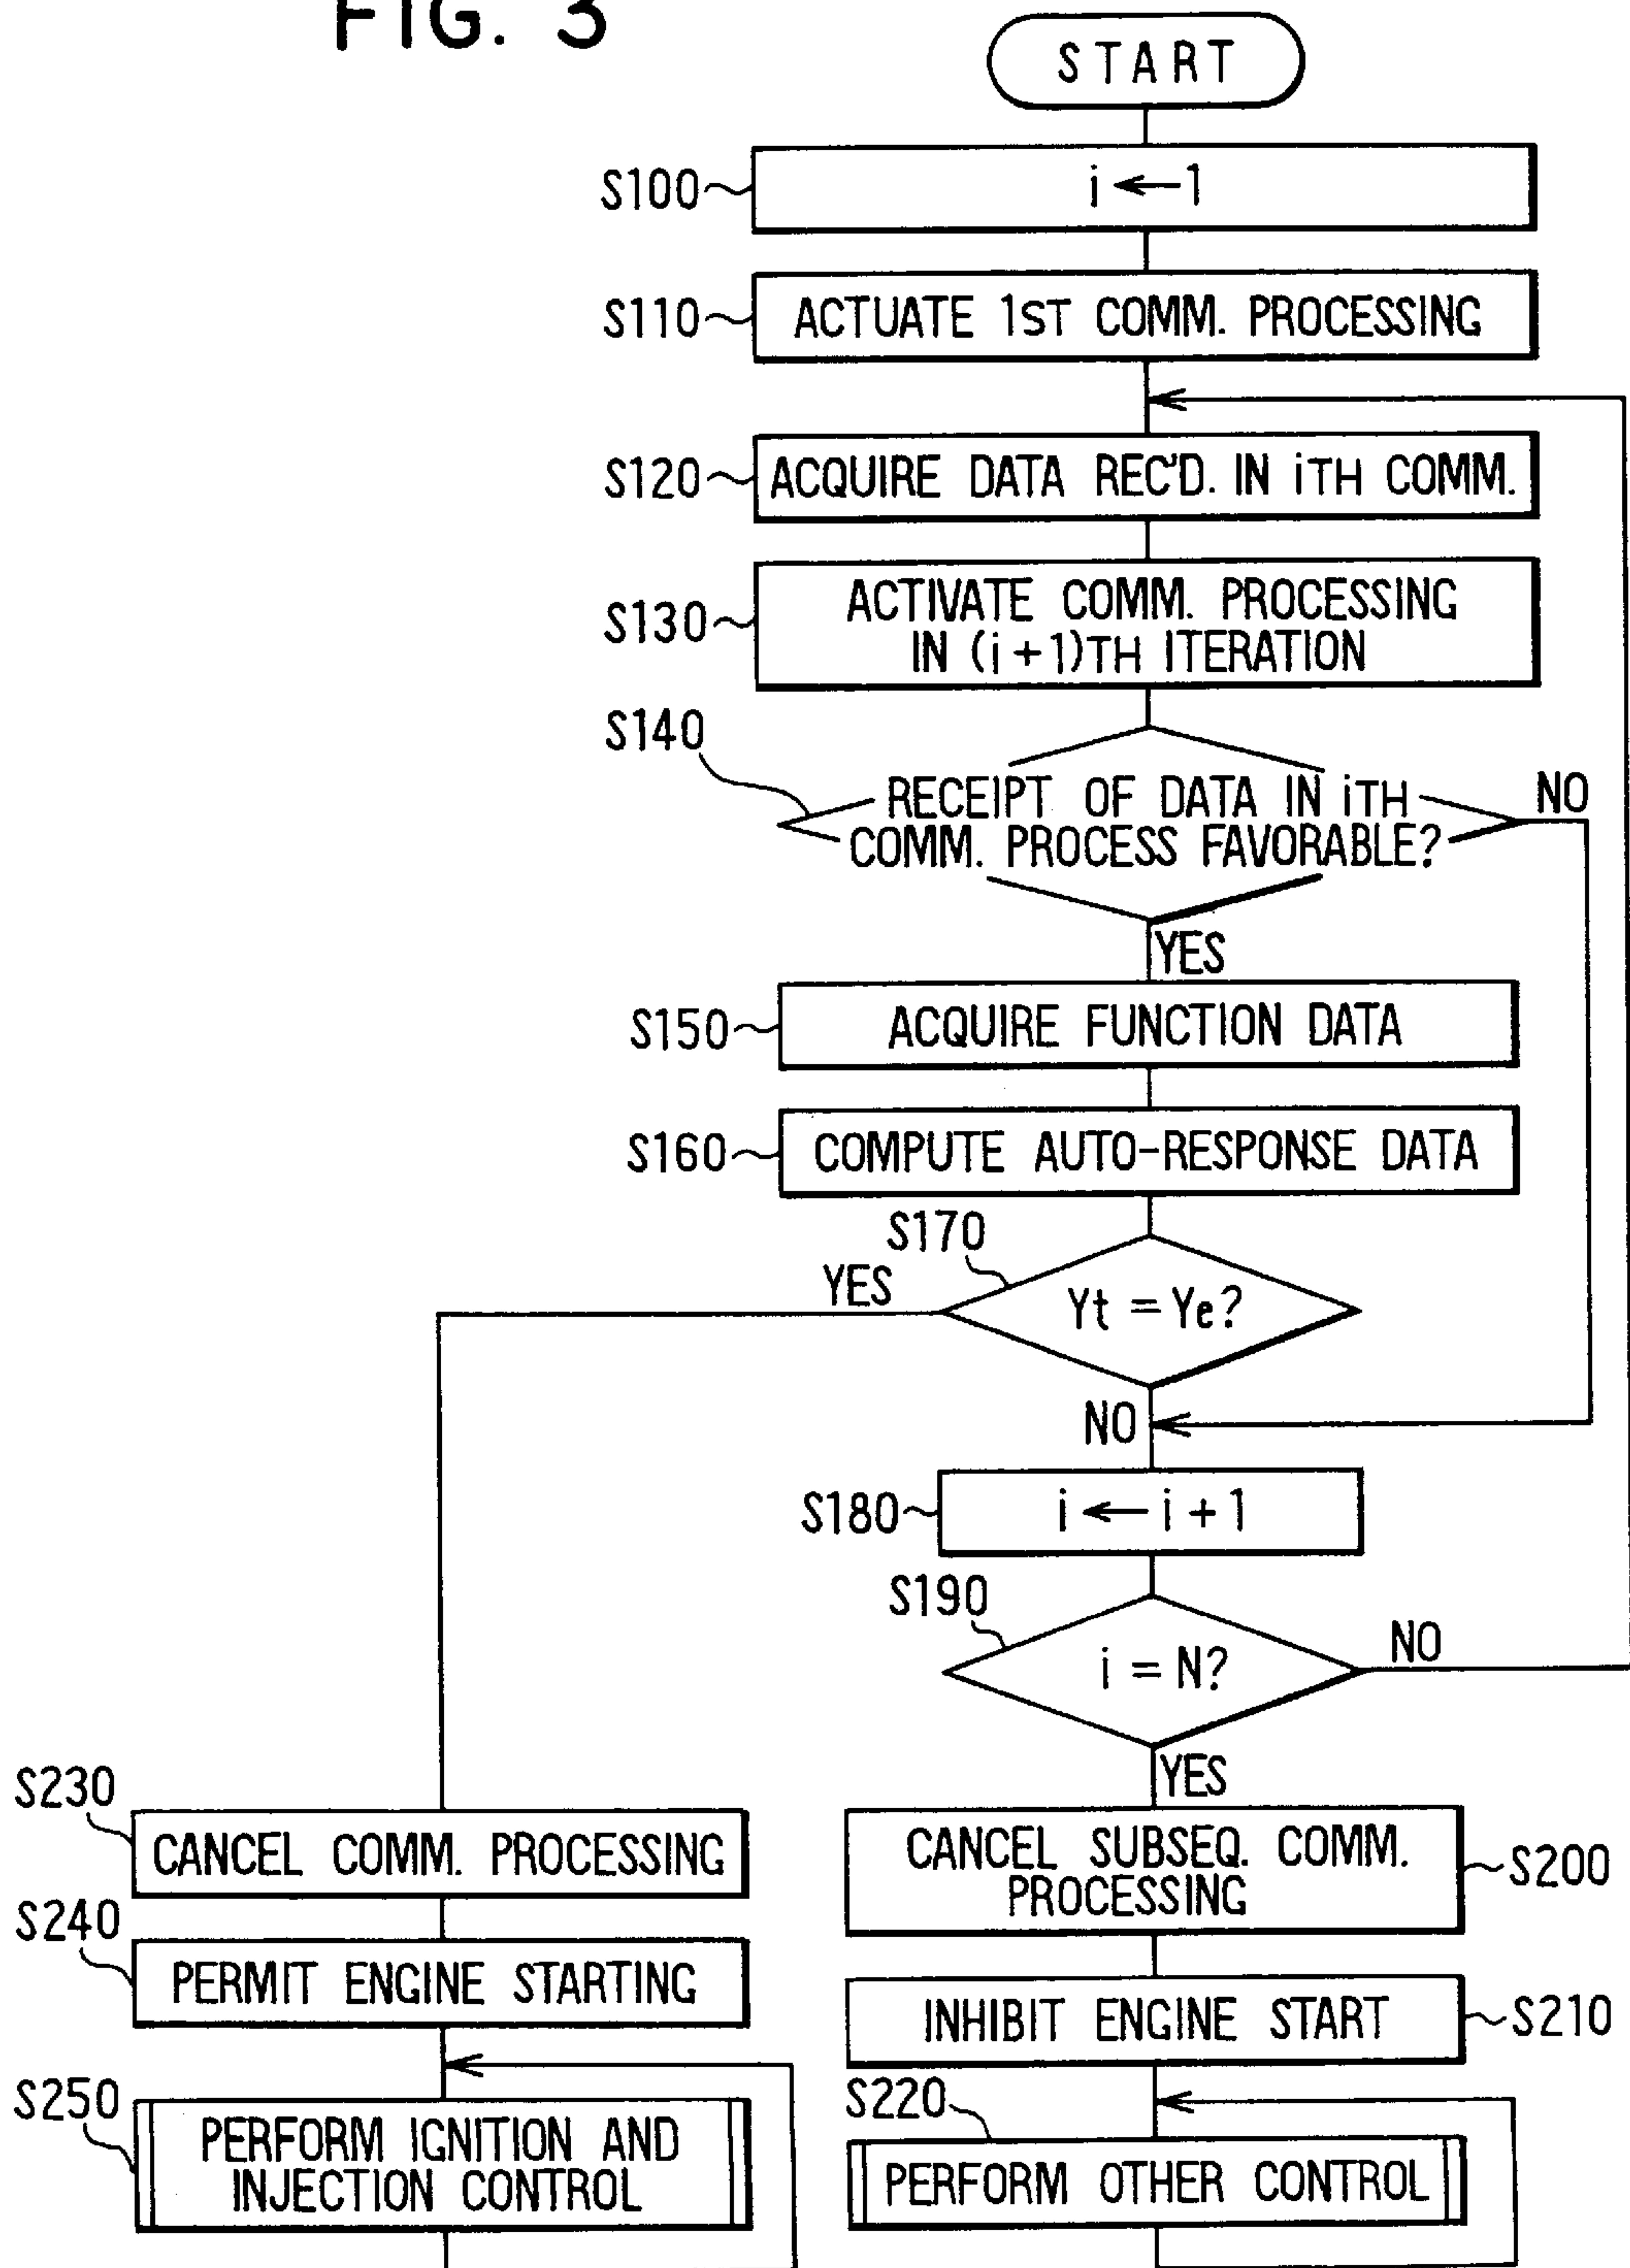 FIG. 3
START
S100
i ← 1
S110
ACTUATE 1ST COMM. PROCESSING
S120
ACQUIRE DATA REC'D. IN iTH COMM.
S130
ACTIVATE COMM. PROCESSING
IN (i+1)TH ITERATION
S140
RECEIPT OF DATA IN iTH
COMM. PROCESS FAVORABLE?
NO
YES
S150
ACQUIRE FUNCTION DATA
S160
COMPUTE AUTO-RESPONSE DATA
S170
YES
Yt = Ye?
NO
S180
i ← i + 1
S190
i = N?
NO
YES
S230
CANCEL COMM. PROCESSING
CANCEL SUBSEQ. COMM.
PROCESSING
S200
S240
PERMIT ENGINE STARTING
INHIBIT ENGINE START
S210
S250
PERFORM IGNITION AND
INJECTION CONTROL
S220
PERFORM OTHER CONTROL